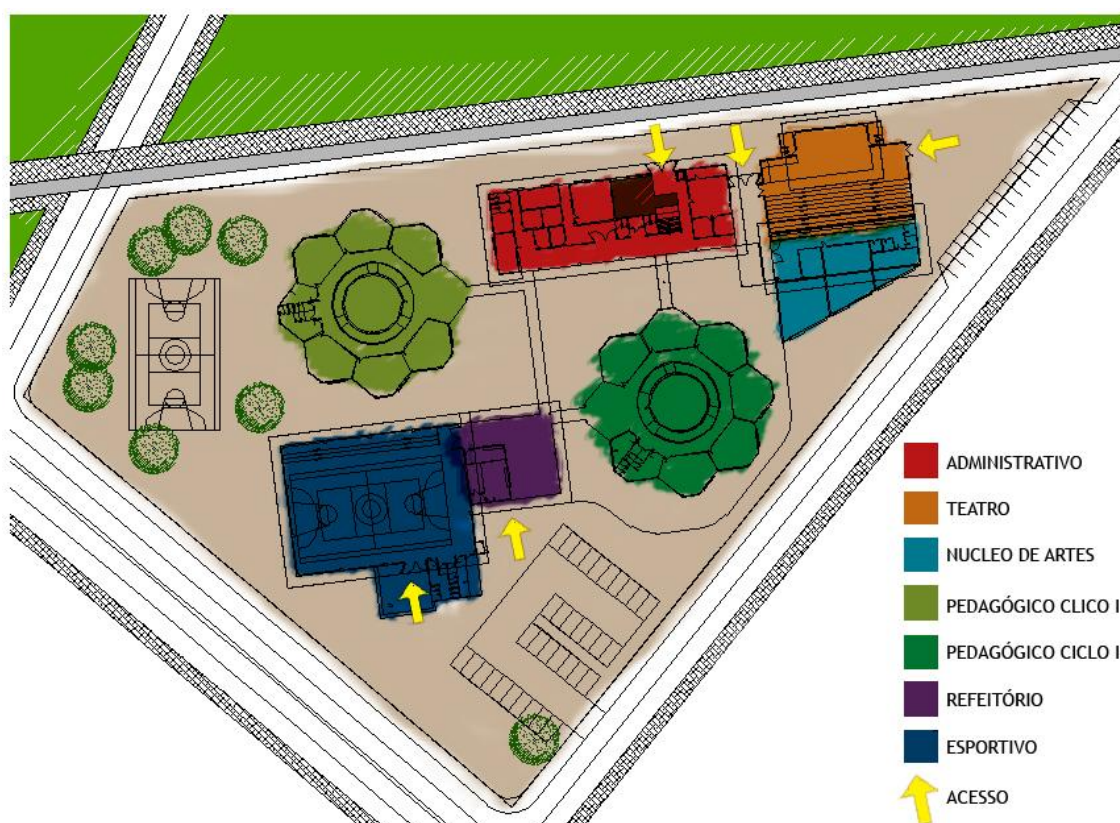 ADMINISTRATIVO
TEATRO
NUCLEO DE ARTES
PEDAGÓGICO CLICO I
PEDAGÓGICO CICLO I
REFEITÓRIO
ESPORTIVO
ACESSO